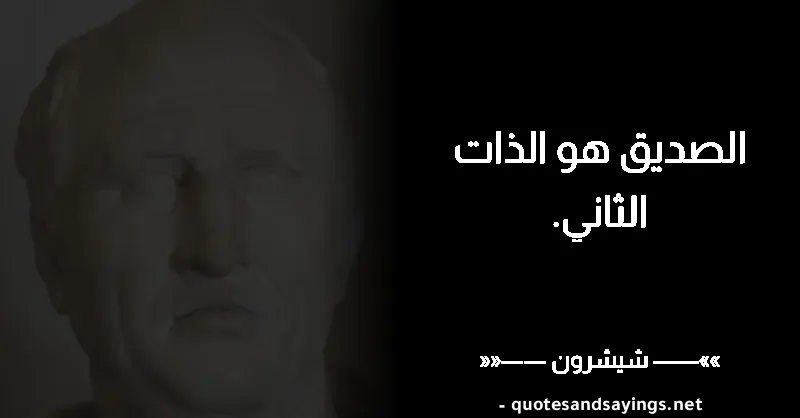 الصديق هو الذات
الثاني.
»»—— شيشرون ——««
- quotesandsayings.net